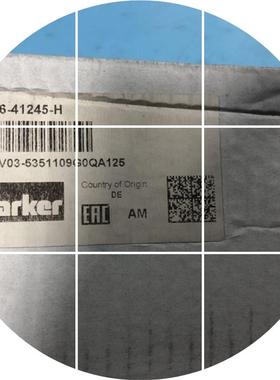 6-41245-H
V03-5351109G0QA125
arker
Country of Origin
DE
EAC
AM